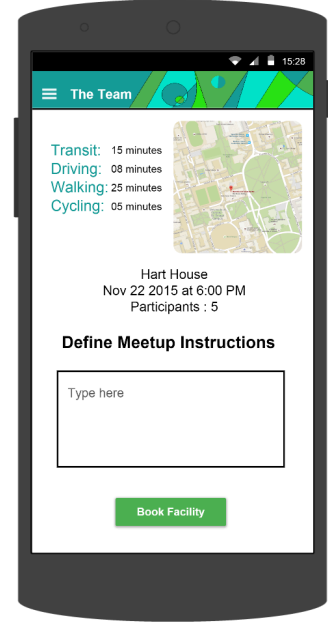 15:28
The Team
Transit: 15 minutes
Driving: 08 minutes
Walking: 25 minutes
Cycling: 05 minutes
Hart House
Nov 22 2015 at 6:00 PM
Participants : 5
Define Meetup Instructions
Type here
Book Facility